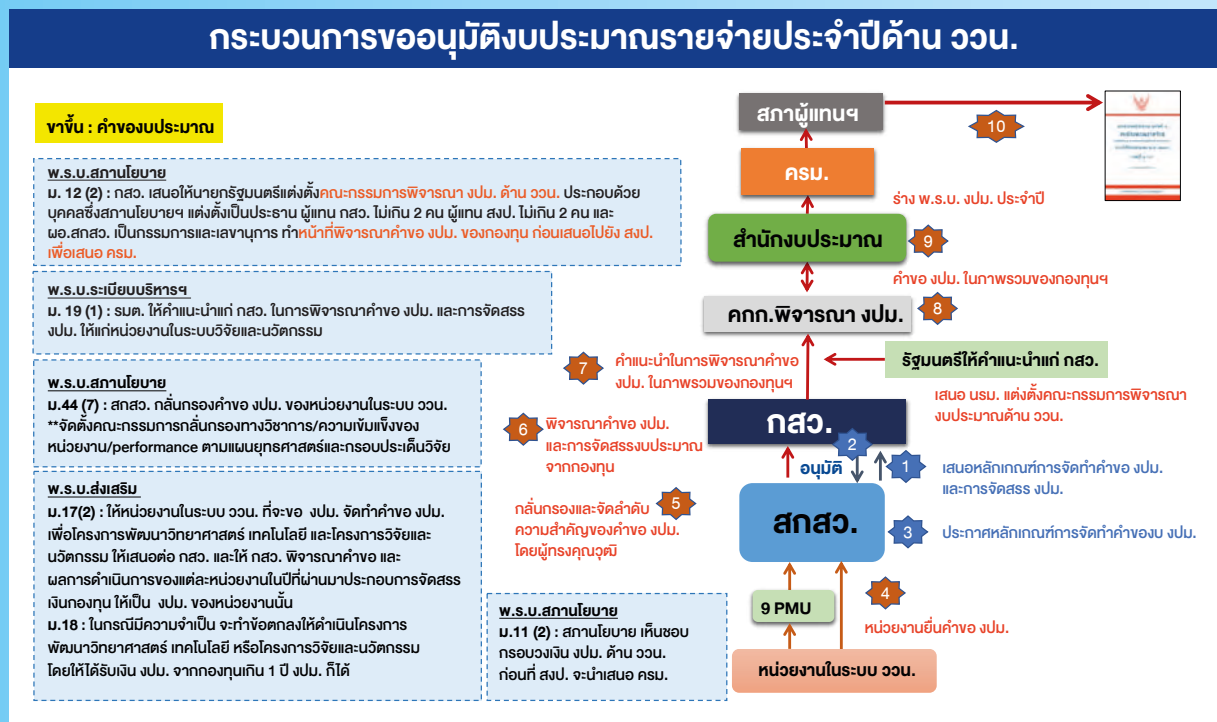 กระบวนการขออนุมัติงบประมาณรายจ่ายประจำปีด้าน ววน.
ขาขึ้น : คำของบประมาณ
พ.ร.บ.สภานโยบาย
ม. 12 (2) : กสว. เสนอให้นายกรัฐมนตรีแต่งตั้งคณะกรรมการพิจารณา งปม. ด้าน ววน. ประกอบด้วย
บุคคลซึ่งสภานโยบายฯ แต่งตั้งเป็นประธาน ผู้แทน กสว. ไม่เกิน 2 คน ผู้แทน สงป. ไม่เกิน 2 คน และ
ผอ.สกสว. เป็นกรรมการและเลขานุการ ทำหน้าที่พิจารณาคำขอ งปม. ของกองทุน ก่อนเสนอไปยัง สงป.
เพื่อเสนอ ครม.
พ.ร.บ.ระเบียบบริหารฯ
ม. 19 (1) : รมต. ให้คำแนะนำแก่ กสว. ในการพิจารณาคำขอ งปม. และการจัดสรร
งปม. ให้แก่หน่วยงานในระบบวิจัยและนวัตกรรม
พ.ร.บ.สภานโยบาย
ม.44 (7) : สกสว. กลั่นกรองคำขอ งปม. ของหน่วยงานในระบบ ววน.
**จัดตั้งคณะกรรมการกลั่นกรองทางวิชาการ/ความเข้มแข็งของ
หน่วยงาน/performance ตามแผนยุทธศาสตร์และกรอบประเด็นวิจัย
พ.ร.บ.ส่งเสริม
ม.17(2) : ให้หน่วยงานในระบบ ววน. ที่จะขอ งปม. จัดทำคำขอ งปม.
เพื่อโครงการพัฒนาวิทยาศาสตร์ เทคโนโลยี และโครงการวิจัยและ
นวัตกรรม ให้เสนอต่อ กสว. และให้ กสว. พิจารณาคำขอ และ
ผลการดำเนินการของแต่ละหน่วยงานในปีที่ผ่านมาประกอบการจัดสรร
เงินกองทุน ให้เป็น งปม. ของหน่วยงานนั้น
ม.18 : ในกรณีมีความจำเป็น จะทำข้อตกลงให้ดำเนินโครงการ
พัฒนาวิทยาศาสตร์ เทคโนโลยี หรือโครงการวิจัยและนวัตกรรม
โดยให้ได้รับเงิน งปม. จากกองทุนเกิน 1 ปี งปม. ก็ได้
พ.ร.บ.สภานโยบาย
ม.11 (2) : สภานโยบาย เห็นชอบ
กรอบวงเงิน งปม. ด้าน ววน.
ก่อนที่ สงป. จะนำเสนอ ครม.
สภาผู้แทนฯ
10
ครม.
ร่าง พ.ร.บ. งปม. ประจำปี
สำนักงบประมาณ
9
คำขอ งปม. ในภาพรวมของกองทุนฯ
คกก.พิจารณา งปม.
8
7
คำแนะนำในการพิจารณาคำขอ
งปม. ในภาพรวมของกองทุนฯ
รัฐมนตรีให้คำแนะนำแก่ กสว.
เสนอ นรม. แต่งตั้งคณะกรรมการพิจารณา
งบประมาณด้าน ววน.
กสว.
6
พิจารณาคำขอ งปม.
และการจัดสรรงบประมาณ
จากกองทุน
อนุมัติ
2
1
เสนอหลักเกณฑ์การจัดทำคำขอ งปม.
และการจัดสรร งปม.
5
กลั่นกรองและจัดลำดับ
ความสำคัญของคำขอ งปม.
โดยผู้ทรงคุณวุฒิ
สกสว.
3
ประกาศหลักเกณฑ์การจัดทำคำของบ งปม.
9 PMU
4
หน่วยงานยื่นคำขอ งปม.
หน่วยงานในระบบ ววน.